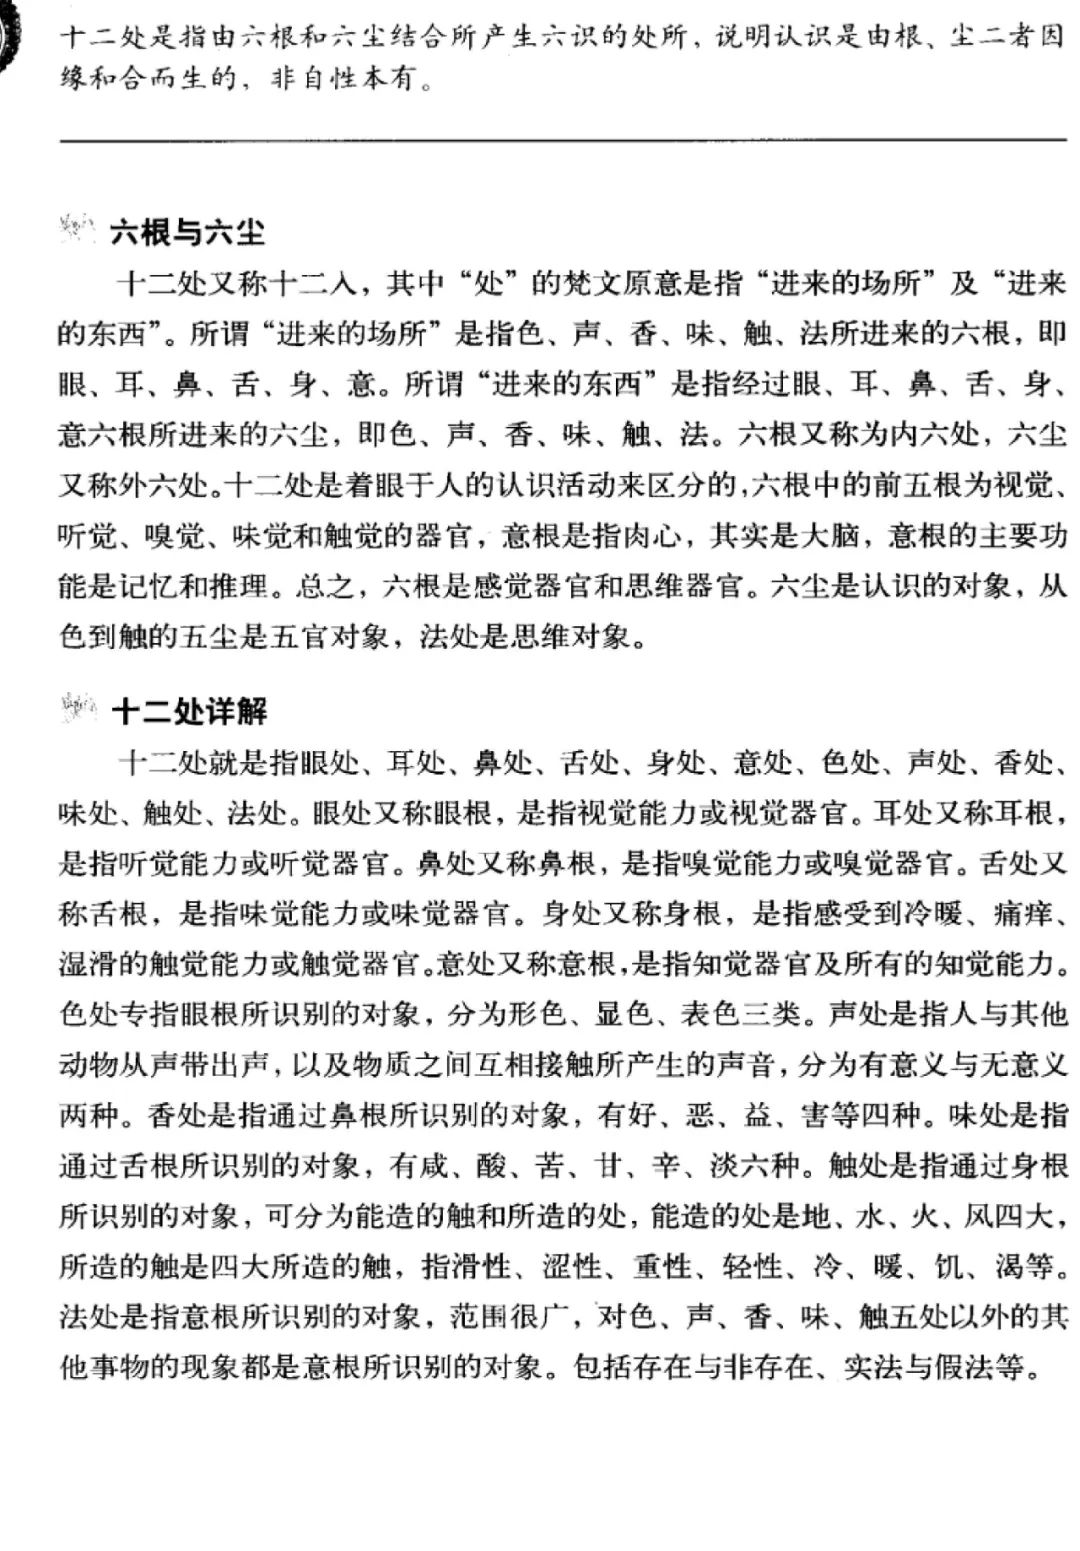 十二处是指由六根和六尘结合所产生六识的处所，说明认识是由根、尘二者因
缘和合而生的，非自性本有。
六根与六尘
十二处又称十二入，其中“处”的梵文原意是指“进来的场所”及“进来
的东西”。所谓“进来的场所”是指色、声、香、味、触、法所进来的六根，即
眼、耳、鼻、舌、身、意。所谓“进来的东西”是指经过眼、耳、鼻、舌、身、
意六根所进来的六尘，即色、声、香、味、触、法。六根又称为内六处，六尘
又称外六处。十二处是着眼于人的认识活动来区分的，六根中的前五根为视觉、
听觉、嗅觉、味觉和触觉的器官，意根是指肉心，其实是大脑，意根的主要功
能是记忆和推理。总之，六根是感觉器官和思维器官。六尘是认识的对象，从
色到触的五尘是五官对象，法处是思维对象。
十二处详解
十二处就是指眼处、耳处、鼻处、舌处、身处、意处、色处、声处、香处、
味处、触处、法处。眼处又称眼根，是指视觉能力或视觉器官。耳处又称耳根，
是指听觉能力或听觉器官。鼻处又称鼻根，是指嗅觉能力或嗅觉器官。舌处又
称舌根，是指味觉能力或味觉器官。身处又称身根，是指感受到冷暖、痛痒、
湿滑的触觉能力或触觉器官。意处又称意根，是指知觉器官及所有的知觉能力。
色处专指眼根所识别的对象，分为形色、显色、表色三类。声处是指人与其他
动物从声带出声，以及物质之间互相接触所产生的声音，分为有意义与无意义
两种。香处是指通过鼻根所识别的对象，有好、恶、益、害等四种。味处是指
通过舌根所识别的对象，有咸、酸、苦、甘、辛、淡六种。触处是指通过身根
所识别的对象，可分为能造的触和所造的处，能造的处是地、水、火、风四大，
所造的触是四大所造的触，指滑性、涩性、重性、轻性、冷、暖、饥、渴等。
法处是指意根所识别的对象，范围很广，对色、声、香、味、触五处以外的其
他事物的现象都是意根所识别的对象。包括存在与非存在、实法与假法等。